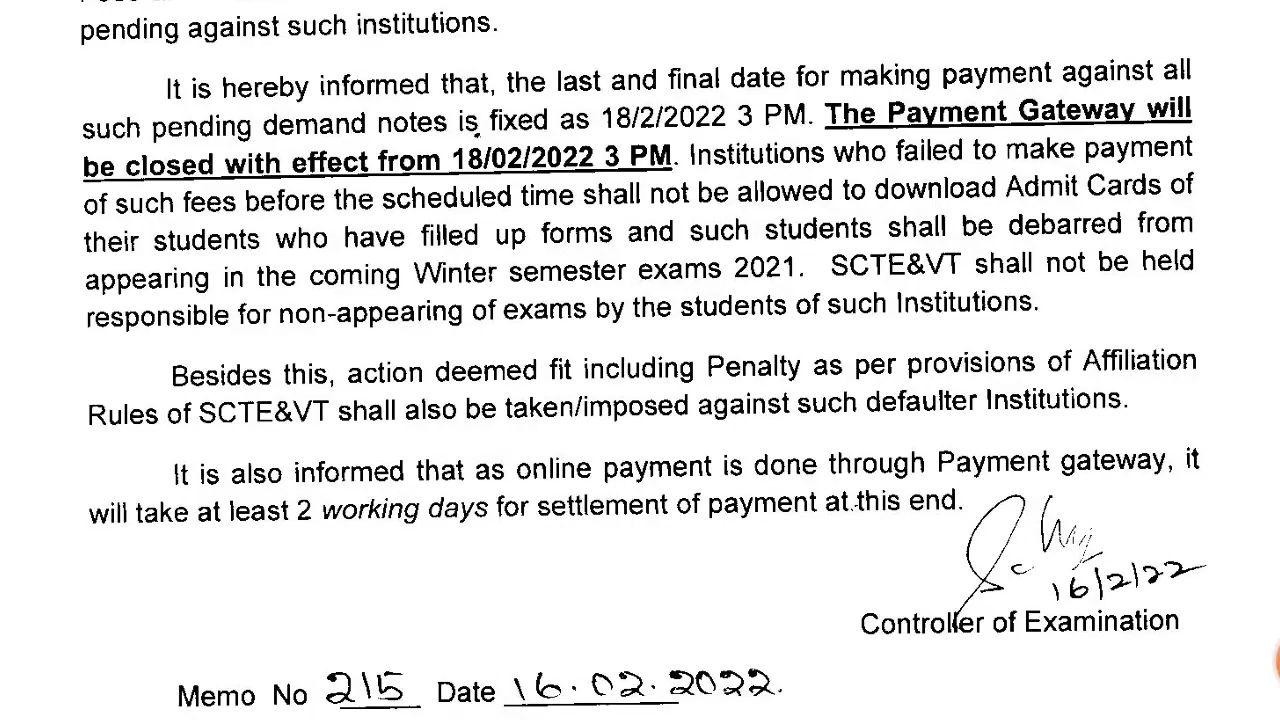 pending against such institutions.
It is hereby informed that, the last and final date for making payment against all
such pending demand notes is fixed as 18/2/2022 3 PM. The Payment Gateway will
be closed with effect from 18/02/2022 3 PM. Institutions who failed to make payment
of such fees before the scheduled time shall not be allowed to download Admit Cards of
their students who have filled up forms and such students shall be debarred from
appearing in the coming Winter semester exams 2021. SCTE&VT shall not be held
responsible for non-appearing of exams by the students of such Institutions.
Besides this, action deemed fit including Penalty as per provisions of Affiliation
Rules of SCTE&VT shall also be taken/imposed against such defaulter Institutions.
It is also informed that as online payment is done through Payment gateway, it
will take at least 2 working days for settlement of payment at this end.
16/2/22
Controller of Examination
Memo No 215 Date 16.02.2022.